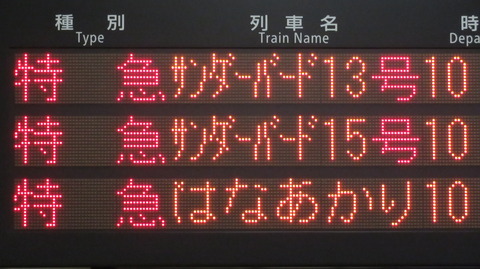 種別 列車名 時
Type Train Name Depa
特急 サンダーバード13号 10
特急 サンダーバード15号 10
特急 はなあかり 10